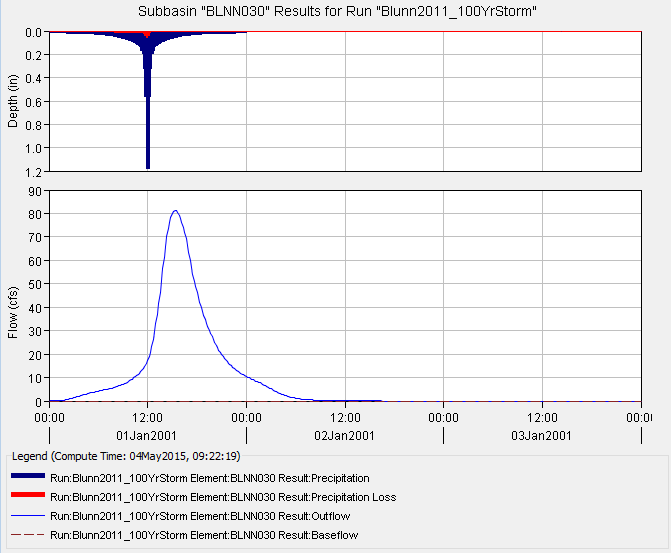 Subbasin "BLNN030" Results for Run "Blunn2011_100YrStorm"
0.0
0.2
0.4
0.6
0.8
1.0
1.2
Depth (in)
90
80
70
60
50
40
30
20
10
0
Flow (cfs)
00:00 12:00 00:00 12:00 00:00 12:00 00:0
01Jan2001 02Jan2001 03Jan2001
Legend (Compute Time: 04May2015, 09:22:19)
Run:Blunn2011_100YrStorm Element:BLNN030 Result:Precipitation
Run:Blunn2011_100YrStorm Element:BLNN030 Result:Precipitation Loss
Run:Blunn2011_100YrStorm Element:BLNN030 Result:Outflow
Run:Blunn2011_100YrStorm Element:BLNN030 Result:Baseflow